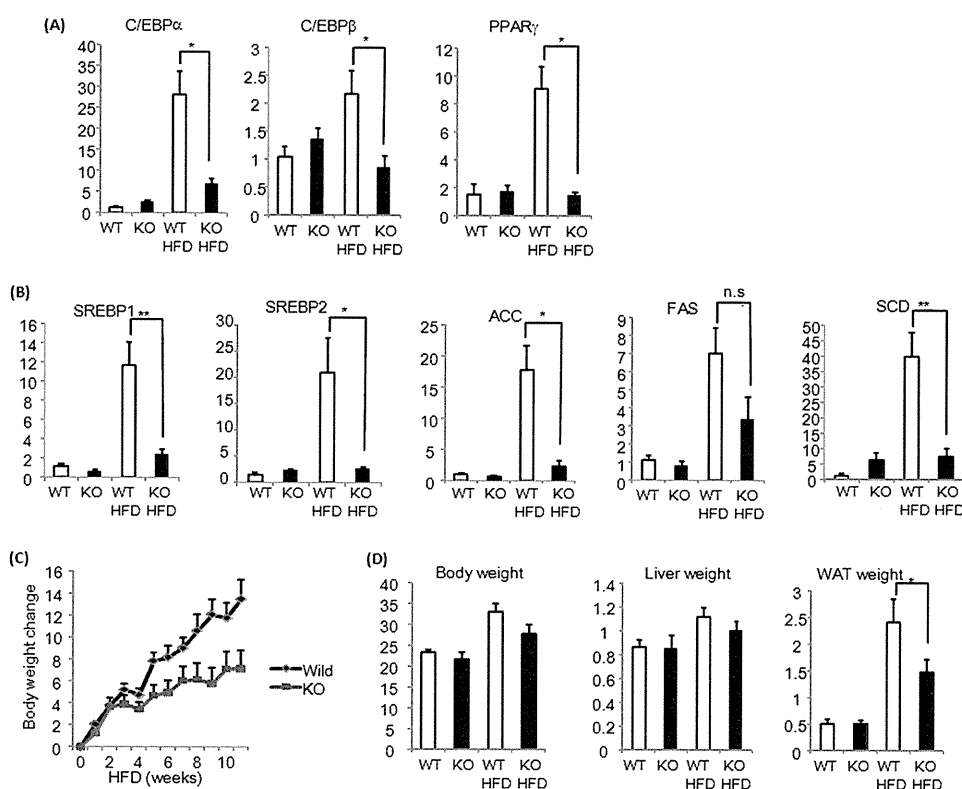 (A)
C/EBPα
C/EBPβ
PPARγ
40
35
30
25
20
15
10
5
0
*
WT KO WT KO
HFD HFD
3
2.5
2
1.5
1
0.5
0
*
WT KO WT KO
HFD HFD
12
10
8
6
4
2
0
*
WT KO WT KO
HFD HFD
(B)
SREBP1
16
14
12
10
8
6
4
2
0
**
WT KO WT KO
HFD HFD
SREBP2
30
25
20
15
10
5
0
*
WT KO WT KO
HFD HFD
ACC
25
20
15
10
5
0
*
WT KO WT KO
HFD HFD
FAS
9
8
7
6
5
4
3
2
1
0
n.s
WT KO WT KO
HFD HFD
SCD
50
45
40
35
30
25
20
15
10
5
0
**
WT KO WT KO
HFD HFD
(C)
Body weight change
16
14
12
10
8
6
4
2
0
0 2 4 6 8 10
HFD (weeks)
Wild
KO
(D)
Body weight
40
35
30
25
20
15
10
5
0
WT KO WT KO
HFD HFD
Liver weight
1.4
1.2
1
0.8
0.6
0.4
0.2
0
WT KO WT KO
HFD HFD
WAT weight
3
2.5
2
1.5
1
0.5
0
*
WT KO WT KO
HFD HFD